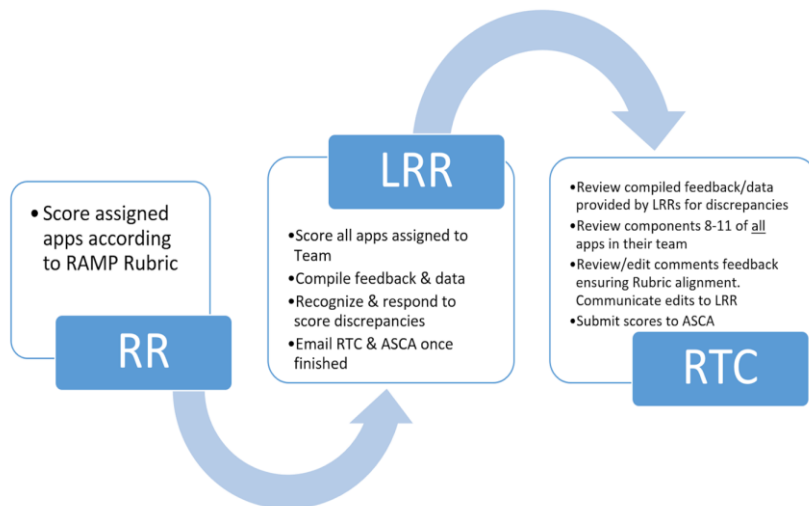 • Score assigned
apps according
to RAMP Rubric
RR
LRR
•Score all apps assigned to
Team
•Compile feedback & data
•Recognize & respond to
score discrepancies
•Email RTC & ASCA once
finished
•Review compiled feedback/data
provided by LRRs for discrepancies
•Review components 8-11 of all
apps in their team
•Review/edit comments feedback
ensuring Rubric alignment.
Communicate edits to LRR
•Submit scores to ASCA
RTC